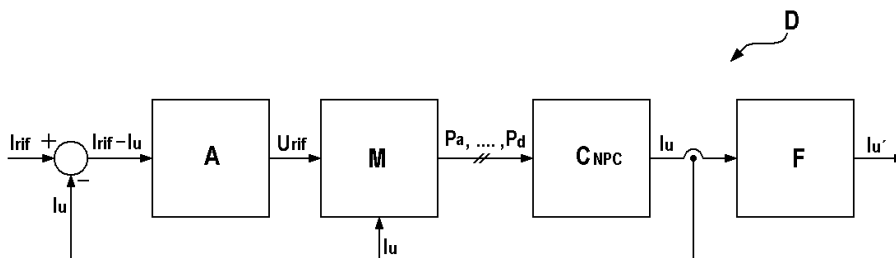 D
Irif + Irif – Iu A Urif M Pa, .... ,Pd CNPC Iu F Iu´
–
Iu Iu